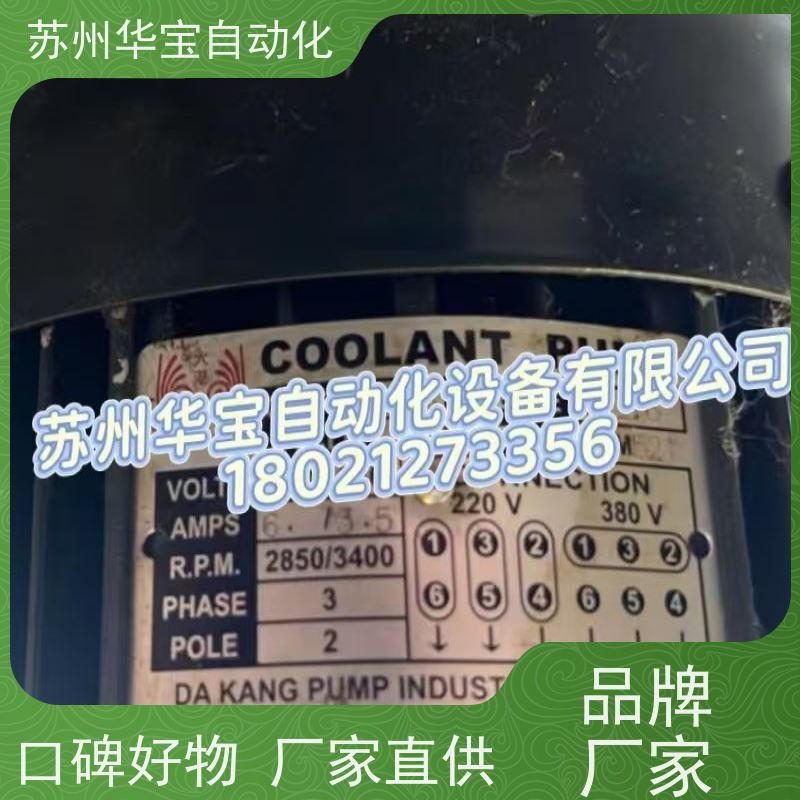 苏州华宝自动化
COOLANT
苏州华宝自动化设备有限公司
18021273356
VOLT
220 V
380 V
AMPS
R.P.M. 2850/3400
1 3 2 1 3 2
PHASE 3
6 5 4 6 5 4
POLE 2
DA KANG PUMP INDUST
口碑好物 厂家直供
品牌
厂家